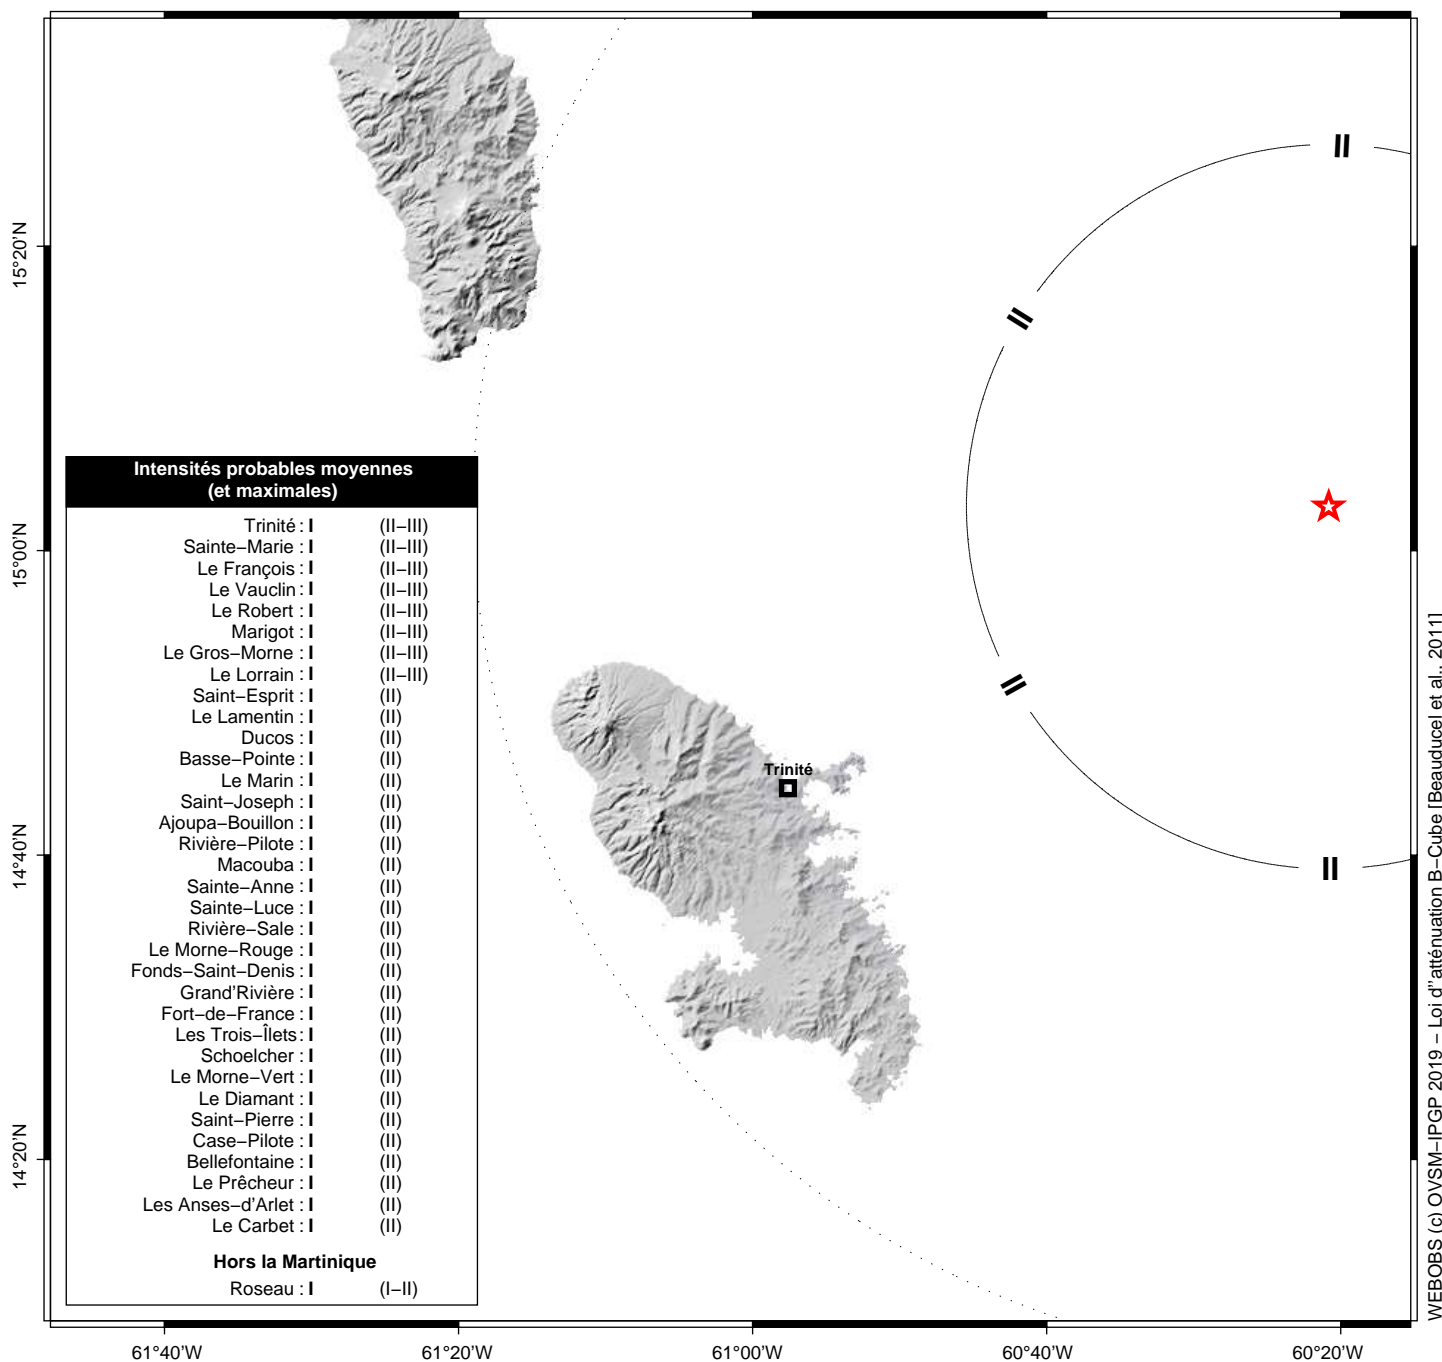 II
15°20'N
II
Intensités probables moyennes
(et maximales)
Trinité : I (II–III)
Sainte–Marie : I (II–III)
15°00'N
Le François : I (II–III)
Le Vauclin : I (II–III)
Le Robert : I (II–III)
Marigot : I (II–III)
Le Gros–Morne : I (II–III)
Le Lorrain : I (II–III)
Saint–Esprit : I (II)
Le Lamentin : I (II)
Ducos : I (II)
Basse–Pointe : I (II)
Le Marin : I (II)
Saint–Joseph : I (II)
Ajoupa–Bouillon : I (II)
Rivière–Pilote : I (II)
Macouba : I (II)
Sainte–Anne : I (II)
Sainte–Luce : I (II)
Rivière–Sale : I (II)
Le Morne–Rouge : I (II)
Fonds–Saint–Denis : I (II)
Grand'Rivière : I (II)
Fort–de–France : I (II)
Les Trois–Îlets : I (II)
Schoelcher : I (II)
Le Morne–Vert : I (II)
Le Diamant : I (II)
Saint–Pierre : I (II)
Case–Pilote : I (II)
Bellefontaine : I (II)
Le Prêcheur : I (II)
Les Anses–d'Arlet : I (II)
Le Carbet : I (II)
Hors la Martinique
Roseau : I (I–II)
II
Trinité
14°40'N
II
14°20'N
61°40'W
61°20'W
61°00'W
60°40'W
60°20'W
WEBOBS (c) OVSM–IPGP 2019 – Loi d''atténuation B–Cube [Beauducel et al., 2011]